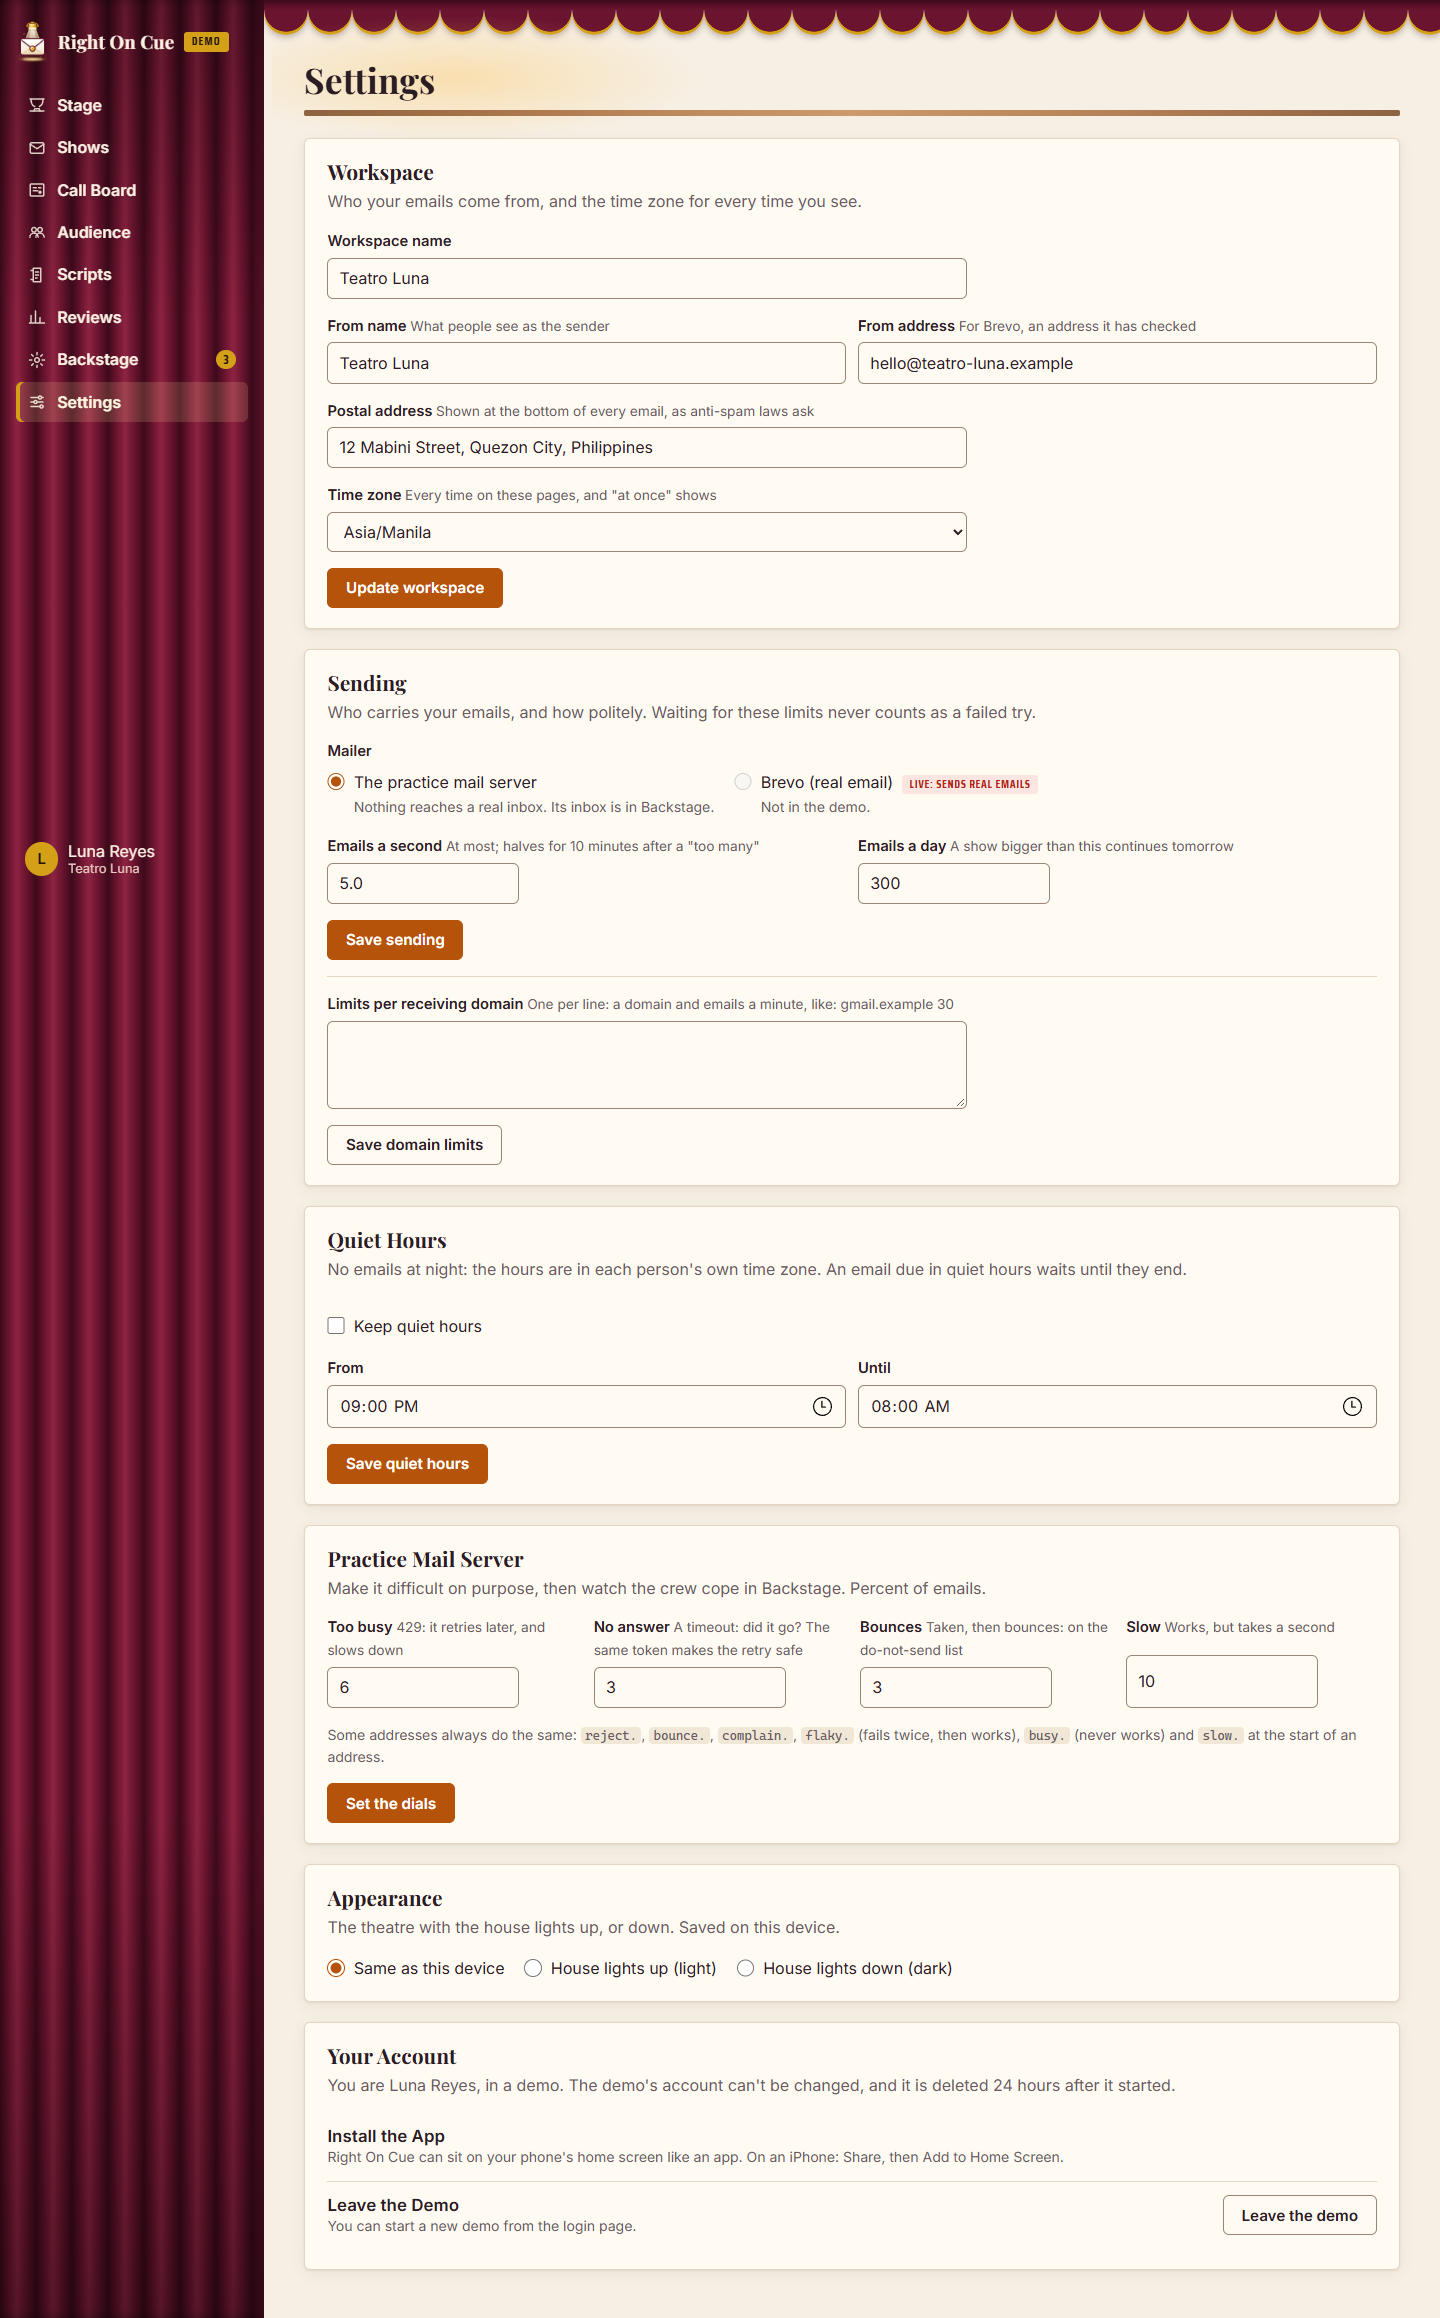 Right On Cue DEMO
Stage
Shows
Call Board
Audience
Scripts
Reviews
Backstage 3
Settings
L Luna Reyes
Teatro Luna
Settings
Workspace
Who your emails come from, and the time zone for every time you see.
Workspace name
Teatro Luna
From name What people see as the sender
Teatro Luna
From address For Brevo, an address it has checked
hello@teatro-luna.example
Postal address Shown at the bottom of every email, as anti-spam laws ask
12 Mabini Street, Quezon City, Philippines
Time zone Every time on these pages, and "at once" shows
Asia/Manila
Update workspace
Sending
Who carries your emails, and how politely. Waiting for these limits never counts as a failed try.
Mailer
The practice mail server
Nothing reaches a real inbox. Its inbox is in Backstage.
Brevo (real email) LIVE: SENDS REAL EMAILS
Not in the demo.
Emails a second At most; halves for 10 minutes after a "too many"
5.0
Emails a day A show bigger than this continues tomorrow
300
Save sending
Limits per receiving domain One per line: a domain and emails a minute, like: gmail.example 30
Save domain limits
Quiet Hours
No emails at night: the hours are in each person's own time zone. An email due in quiet hours waits until they end.
Keep quiet hours
From
09:00 PM
Until
08:00 AM
Save quiet hours
Practice Mail Server
Make it difficult on purpose, then watch the crew cope in Backstage. Percent of emails.
Too busy 429: it retries later, and
slows down
6
No answer A timeout: did it go? The
same token makes the retry safe
3
Bounces Taken, then bounces: on the
do-not-send list
3
Slow Works, but takes a second
10
Some addresses always do the same: reject. , bounce. , complain. , flaky. (fails twice, then works), busy. (never works) and slow. at the start of an
address.
Set the dials
Appearance
The theatre with the house lights up, or down. Saved on this device.
Same as this device
House lights up (light)
House lights down (dark)
Your Account
You are Luna Reyes, in a demo. The demo's account can't be changed, and it is deleted 24 hours after it started.
Install the App
Right On Cue can sit on your phone's home screen like an app. On an iPhone: Share, then Add to Home Screen.
Leave the Demo
You can start a new demo from the login page.
Leave the demo